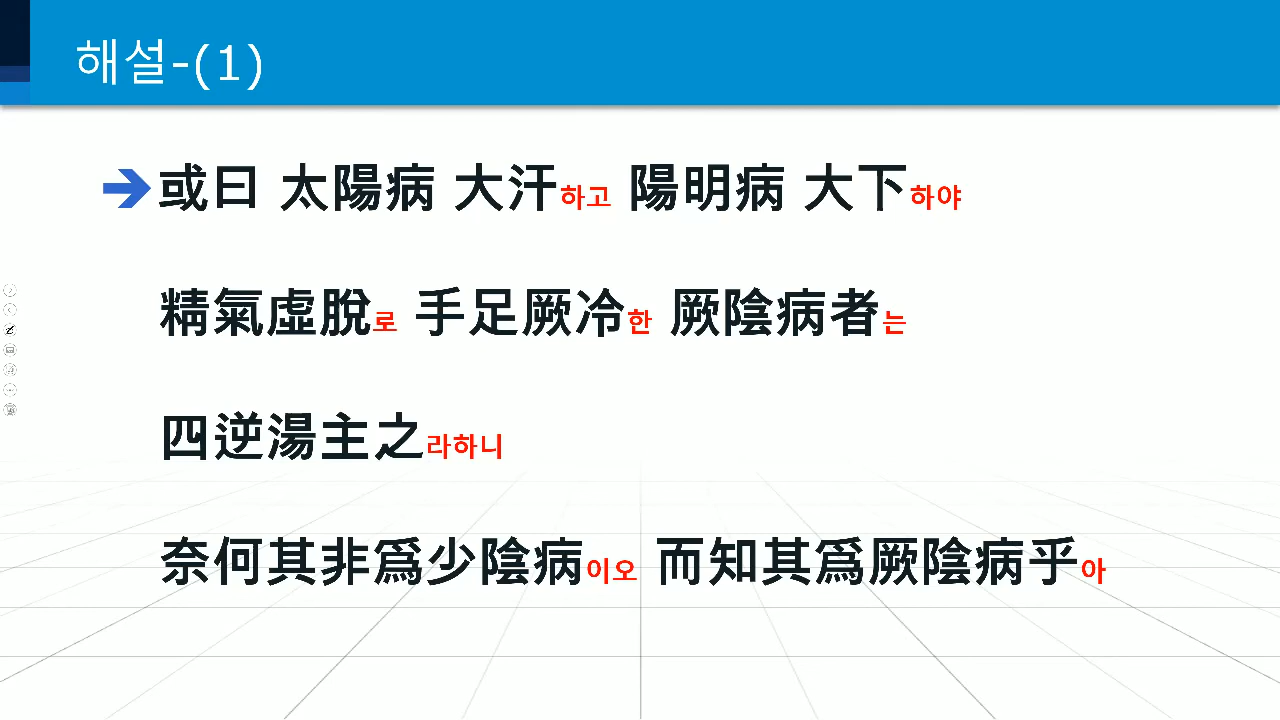 해설-(1)
➔或曰 太陽病 大汗하고 陽明病 大下하야
精氣虛脫로 手足厥冷한 厥陰病者는
四逆湯主之라하니
奈何其非爲少陰病이오 而知其爲厥陰病乎아